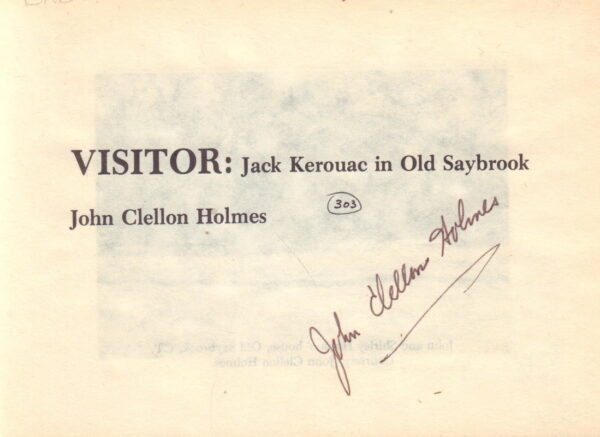 VISITOR: Jack Kerouac in Old Saybrook
John Clellon Holmes
303
John Clellon Holmes